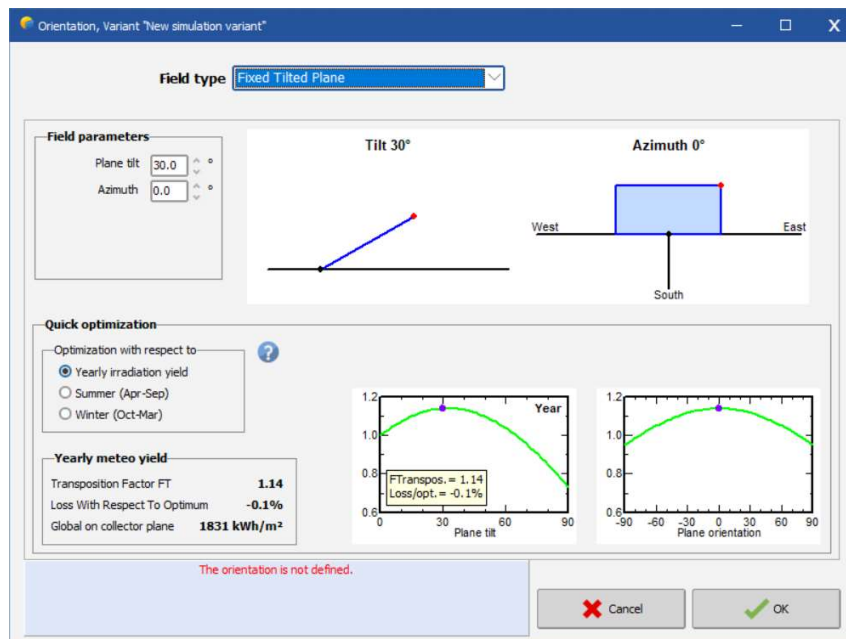 Orientation, Variant "New simulation variant"
Field type Fixed Tilted Plane
Field parameters
Plane tilt 30.0 °
Azimuth 0.0 °
Tilt 30°
Azimuth 0°
West East
South
Quick optimization
Optimization with respect to
Yearly irradiation yield
Summer (Apr-Sep)
Winter (Oct-Mar)
?
Yearly meteo yield
Transposition Factor FT 1.14
Loss With Respect To Optimum -0.1%
Global on collector plane 1831 kWh/m²
Year
1.2
1.0
0.8
0.6
FTranspos.= 1.14
Loss/opt.= -0.1%
0 30 60 90
Plane tilt
1.2
1.0
0.8
0.6
-90 -60 -30 0 30 60 90
Plane orientation
The orientation is not defined.
Cancel
OK